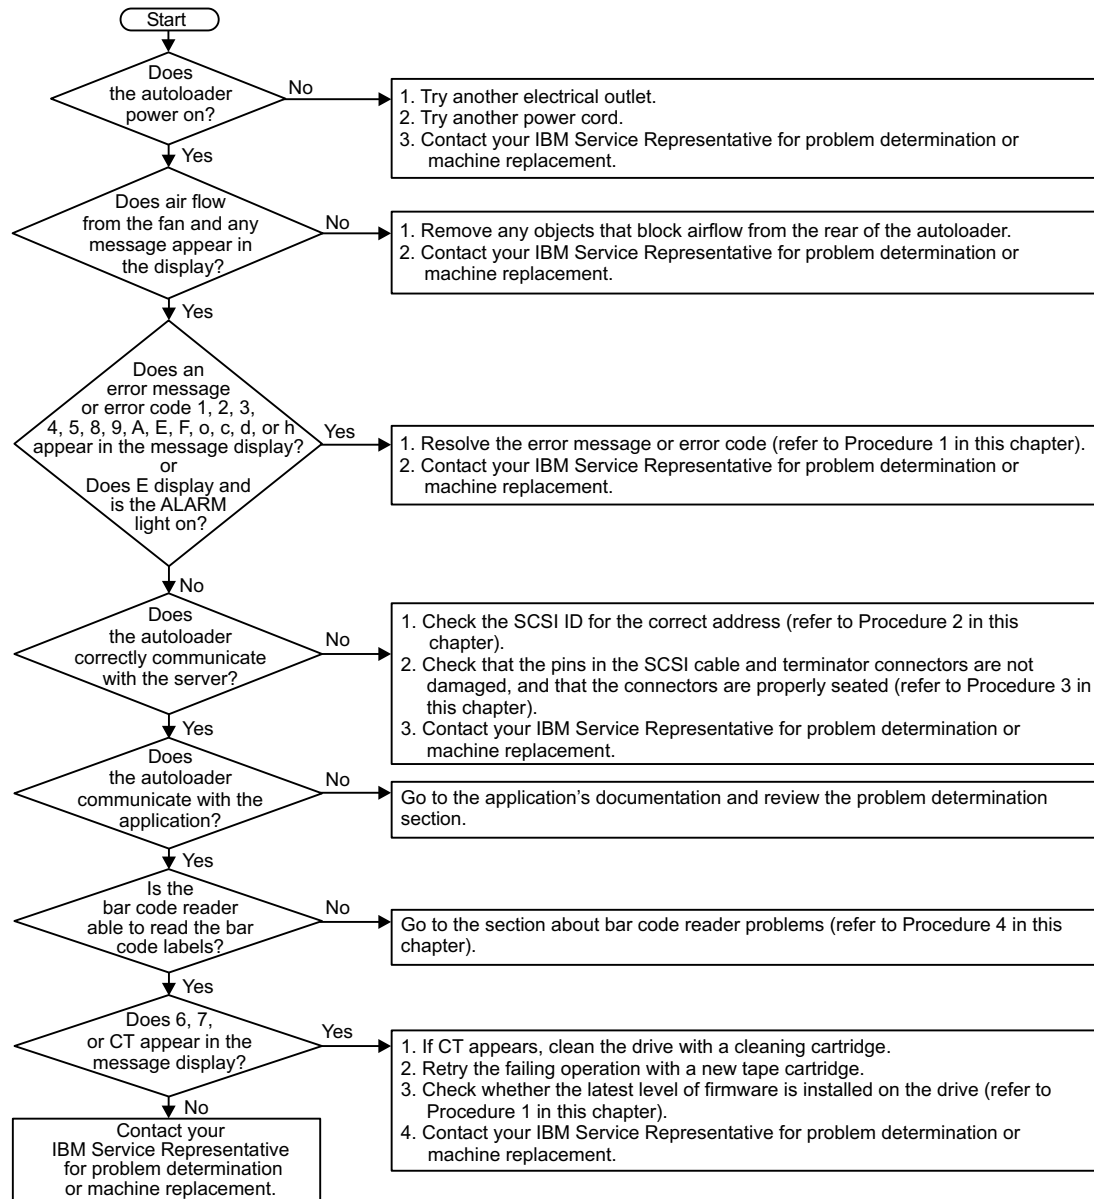 Start
Does
the autoloader
power on?
No
1. Try another electrical outlet.
2. Try another power cord.
3. Contact your IBM Service Representative for problem determination or
machine replacement.
Yes
Does air flow
from the fan and any
message appear in
the display?
No
1. Remove any objects that block airflow from the rear of the autoloader.
2. Contact your IBM Service Representative for problem determination or
machine replacement.
Yes
Does an
error message
or error code 1, 2, 3,
4, 5, 8, 9, A, E, F, o, c, d, or h
appear in the message display?
or
Does E display and
is the ALARM
light on?
Yes
1. Resolve the error message or error code (refer to Procedure 1 in this chapter).
2. Contact your IBM Service Representative for problem determination or
machine replacement.
No
Does
the autoloader
correctly communicate
with the server?
No
1. Check the SCSI ID for the correct address (refer to Procedure 2 in this
chapter).
2. Check that the pins in the SCSI cable and terminator connectors are not
damaged, and that the connectors are properly seated (refer to Procedure 3 in
this chapter).
3. Contact your IBM Service Representative for problem determination or
machine replacement.
Yes
Does
the autoloader
communicate with the
application?
No
Go to the application's documentation and review the problem determination
section.
Yes
Is the
bar code reader
able to read the bar
code labels?
No
Go to the section about bar code reader problems (refer to Procedure 4 in this
chapter).
Yes
Does 6, 7,
or CT appear in the
message display?
Yes
1. If CT appears, clean the drive with a cleaning cartridge.
2. Retry the failing operation with a new tape cartridge.
3. Check whether the latest level of firmware is installed on the drive (refer to
Procedure 1 in this chapter).
4. Contact your IBM Service Representative for problem determination or
machine replacement.
No
Contact your
IBM Service Representative
for problem determination
or machine replacement.